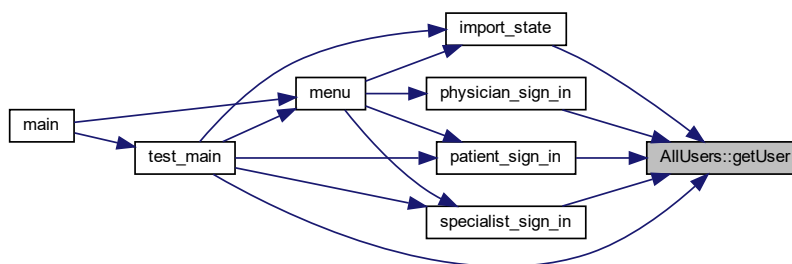 import_state
menu
physician_sign_in
main
test_main
patient_sign_in
AllUsers::getUser
specialist_sign_in